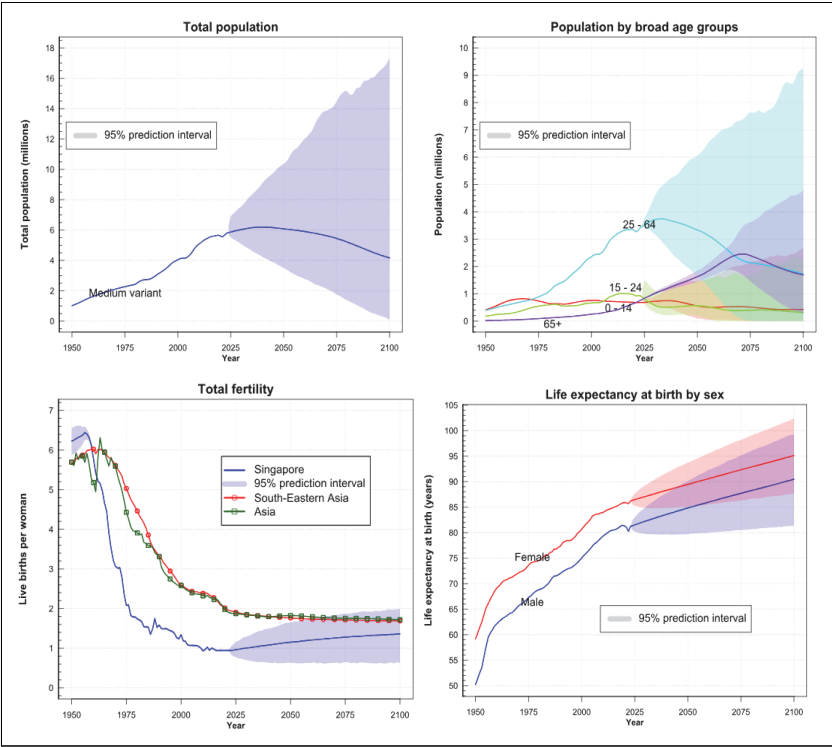 Total population
Total population (millions)
18
16
14
12
10
8
6
4
2
0
95% prediction interval
Medium variant
1950 1975 2000 2025 2050 2075 2100
Year
Population by broad age groups
Population (millions)
10
9
8
7
6
5
4
3
2
1
0
95% prediction interval
25 - 64
15 - 24
0 - 14
65+
1950 1975 2000 2025 2050 2075 2100
Year
Total fertility
Live births per woman
7
6
5
4
3
2
1
0
Singapore
95% prediction interval
South-Eastern Asia
Asia
1950 1975 2000 2025 2050 2075 2100
Year
Life expectancy at birth by sex
Life expectancy at birth (years)
105
100
95
90
85
80
75
70
65
60
55
50
Female
Male
95% prediction interval
1950 1975 2000 2025 2050 2075 2100
Year